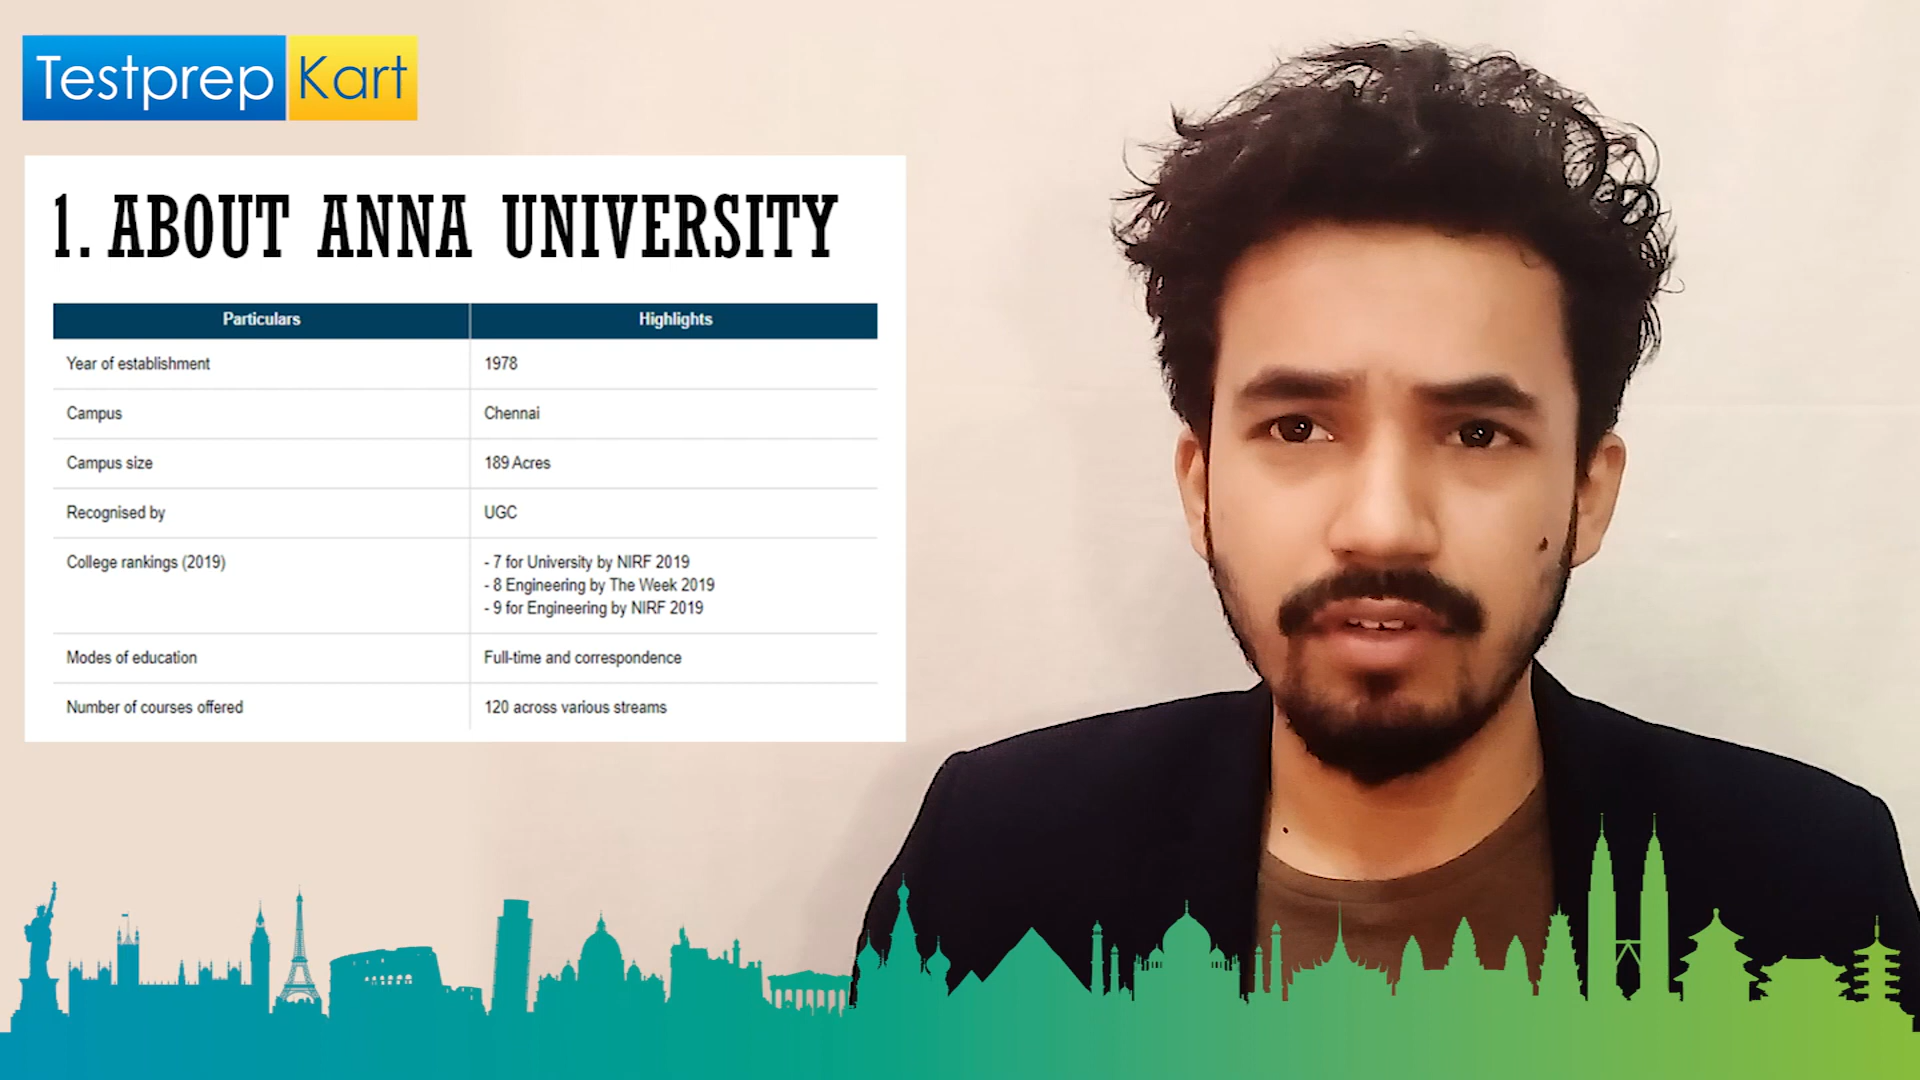 Testprep Kart
1. ABOUT ANNA UNIVERSITY
Particulars Highlights
Year of establishment 1978
Campus Chennai
Campus size 189 Acres
Recognised by UGC
College rankings (2019) - 7 for University by NIRF 2019
- 8 Engineering by The Week 2019
- 9 for Engineering by NIRF 2019
Modes of education Full-time and correspondence
Number of courses offered 120 across various streams